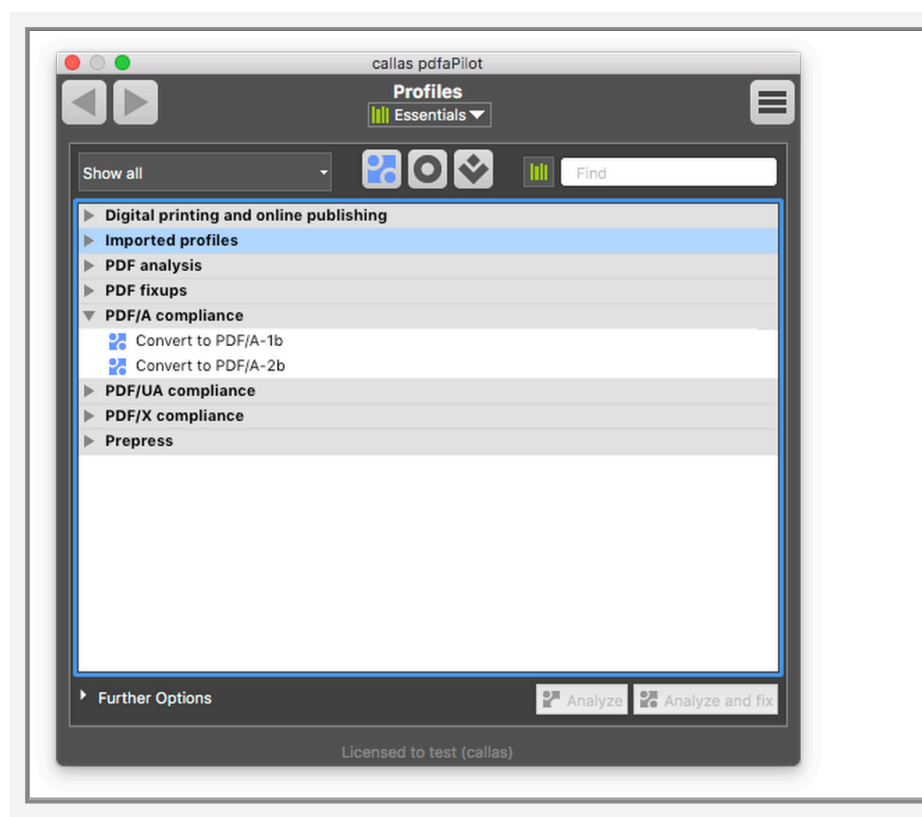 callas pdfaPilot
Profiles
Essentials
Show all
Find
Digital printing and online publishing
Imported profiles
PDF analysis
PDF fixups
PDF/A compliance
Convert to PDF/A-1b
Convert to PDF/A-2b
PDF/UA compliance
PDF/X compliance
Prepress
Further Options
Analyze
Analyze and fix
Licensed to test (callas)